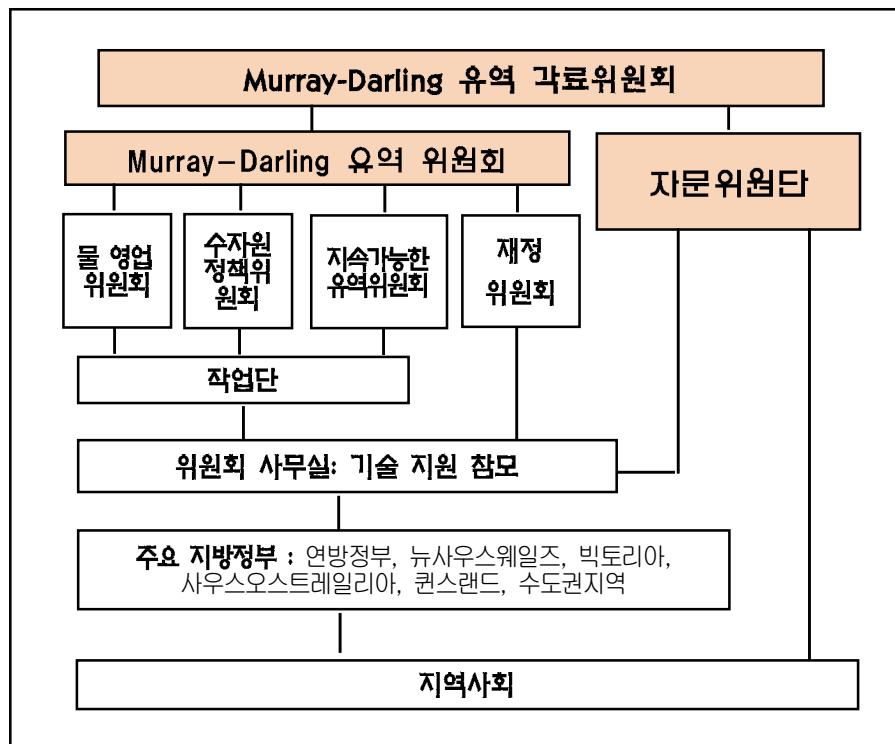 Murray-Darling 유역 각료위원회
Murray-Darling 유역 위원회
자문위원단
물 영업
위원회
수자원
정책위
원회
지속가능한
유역위원회
재정
위원회
작업단
위원회 사무실: 기술 지원 참모
주요 지방정부 : 연방정부, 뉴사우스웨일즈, 빅토리아,
사우스오스트레일리아, 퀸스랜드, 수도권지역
지역사회